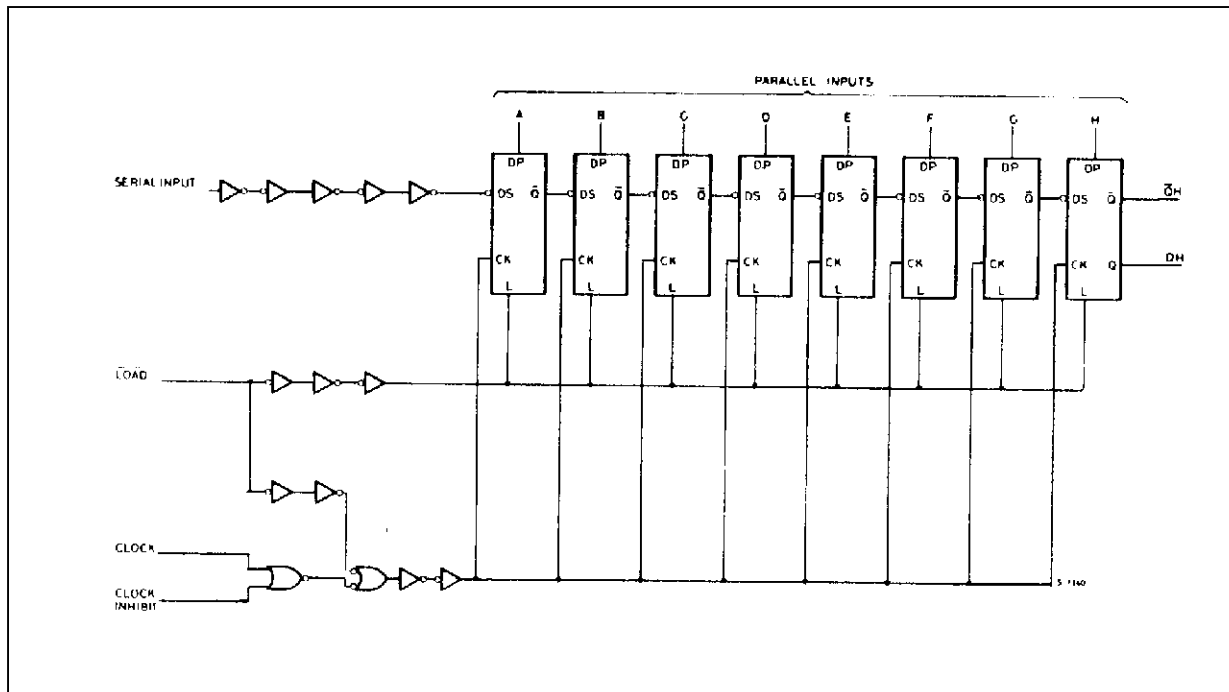 PARALLEL INPUTS
A B C D E F G H
DP DP DP DP DP DP DP DP
SERIAL INPUT
DS Q̄ DS Q̄ DS Q̄ DS Q̄ DS Q̄ DS Q̄ DS Q̄ DS Q̄
Q̄H
CK CK CK CK CK CK CK CK Q
QH
L L L L L L L L
L̄ŌĀD̄
CLOCK
CLOCK
INHIBIT